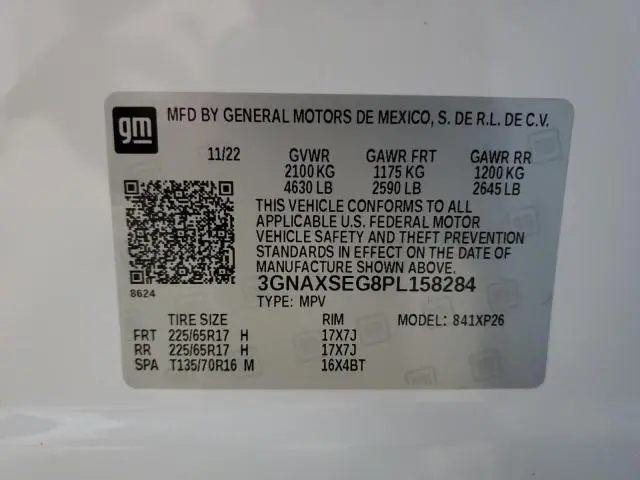 gm
MFD BY GENERAL MOTORS DE MEXICO, S. DE R.L. DE C.V.
11/22 GVWR GAWR FRT GAWR RR
2100 KG 1175 KG 1200 KG
4630 LB 2590 LB 2645 LB
THIS VEHICLE CONFORMS TO ALL
APPLICABLE U.S. FEDERAL MOTOR
VEHICLE SAFETY AND THEFT PREVENTION
STANDARDS IN EFFECT ON THE DATE OF
MANUFACTURE SHOWN ABOVE.
8624
3GNAXSEG8PL158284
TYPE: MPV
TIRE SIZE RIM MODEL: 841XP26
FRT 225/65R17 H 17X7J
RR 225/65R17 H 17X7J
SPA T135/70R16 M 16X4BT